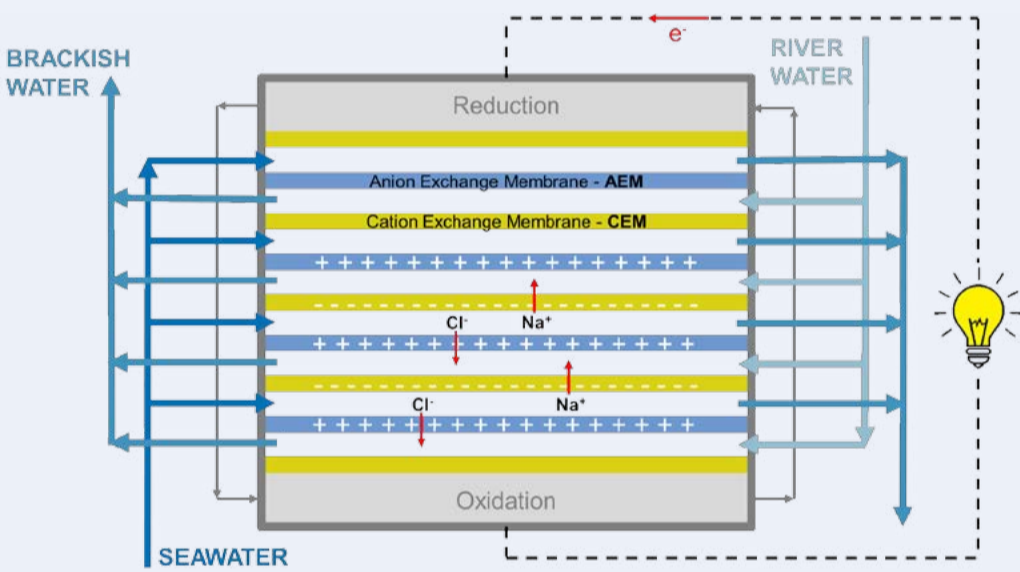 e-
BRACKISH
WATER
RIVER
WATER
Reduction
Anion Exchange Membrane - AEM
Cation Exchange Membrane - CEM
+ + + + + + + + + + + + + + + + +
- - - - - - - - - - - - - - - - - - - - - - - -
Cl- Na+
+ + + + + + + + + + + + + + + + +
- - - - - - - - - - - - - - - - - - - - - - - -
Cl- Na+
+ + + + + + + + + + + + + + + + +
Oxidation
SEAWATER